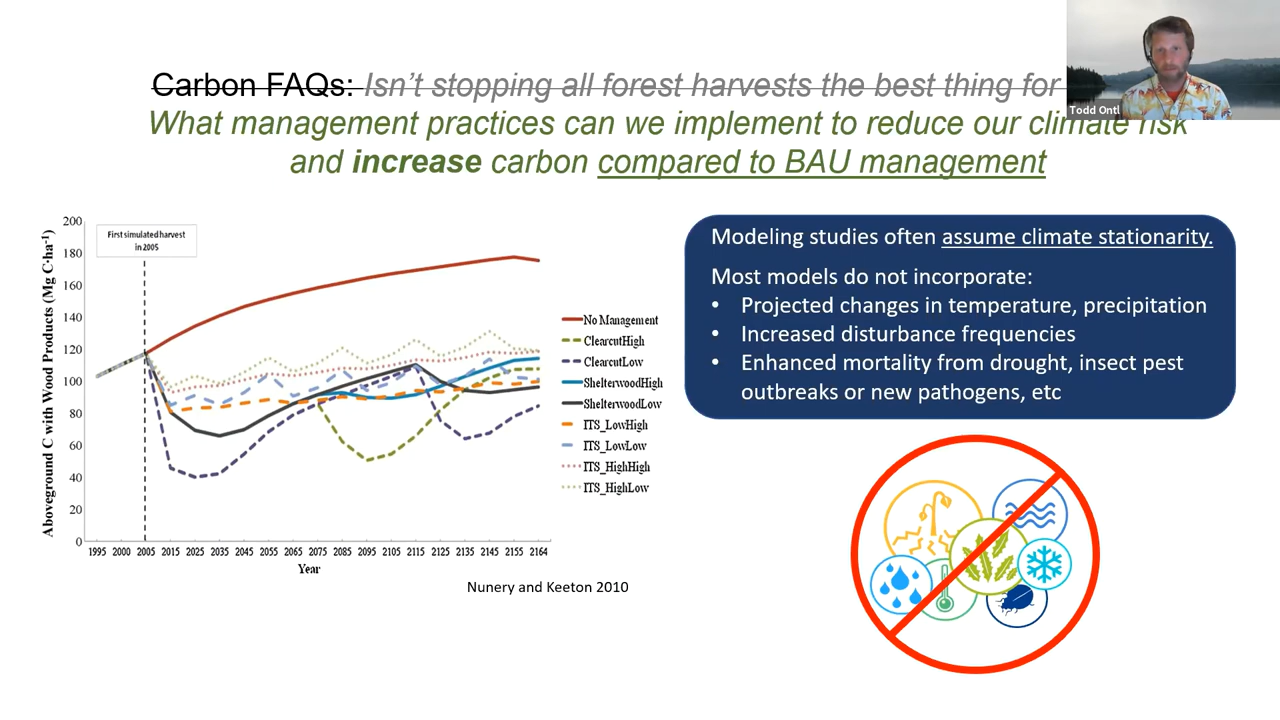 Carbon FAQs: Isn't stopping all forest harvests the best thing for
What management practices can we implement to reduce our climate risk
and increase carbon compared to BAU management
Todd Ontl
Aboveground C with Wood Products (Mg C·ha⁻¹)
200
180
160
140
120
100
80
60
40
20
0
First simulated harvest
in 2005
1995 2000 2005 2015 2025 2035 2045 2055 2065 2075 2085 2095 2105 2115 2125 2135 2145 2155 2164
Year
No Management
ClearcutHigh
ClearcutLow
ShelterwoodHigh
ShelterwoodLow
ITS_LowHigh
ITS_LowLow
ITS_HighHigh
ITS_HighLow
Nunery and Keeton 2010
Modeling studies often assume climate stationarity.
Most models do not incorporate:
• Projected changes in temperature, precipitation
• Increased disturbance frequencies
• Enhanced mortality from drought, insect pest
outbreaks or new pathogens, etc